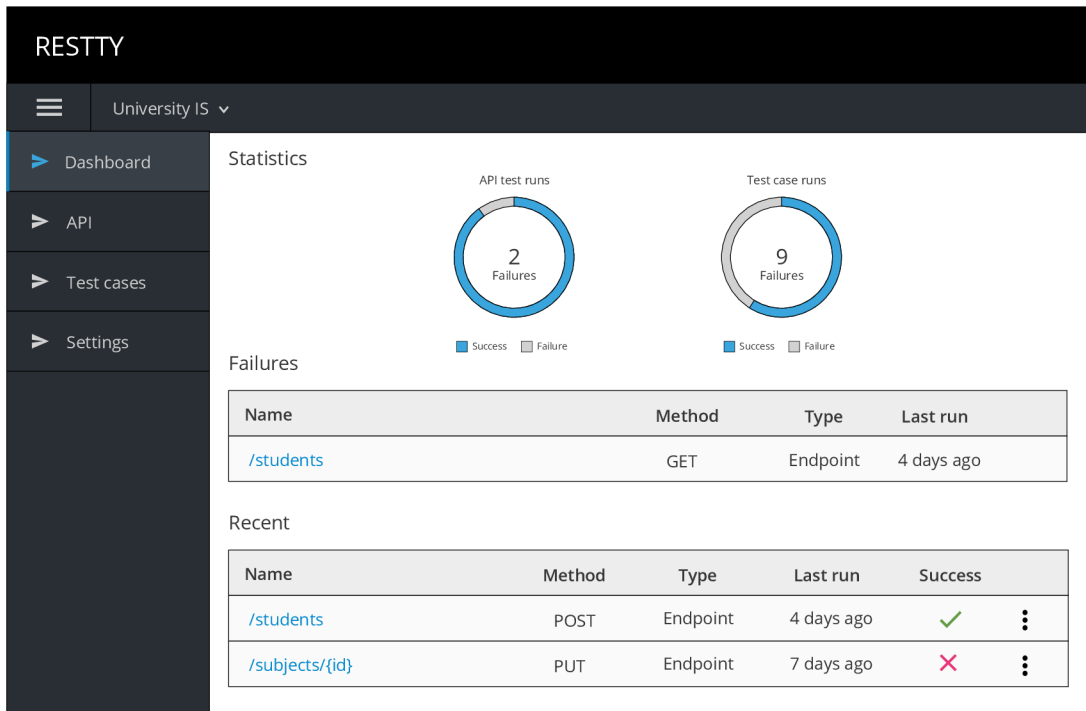 RESTTY
University IS
Dashboard
API
Test cases
Settings
Statistics
API test runs
Test case runs
2
Failures
9
Failures
Success Failure
Success Failure
Failures
Name Method Type Last run
/students GET Endpoint 4 days ago
Recent
Name Method Type Last run Success
/students POST Endpoint 4 days ago
/subjects/{id} PUT Endpoint 7 days ago